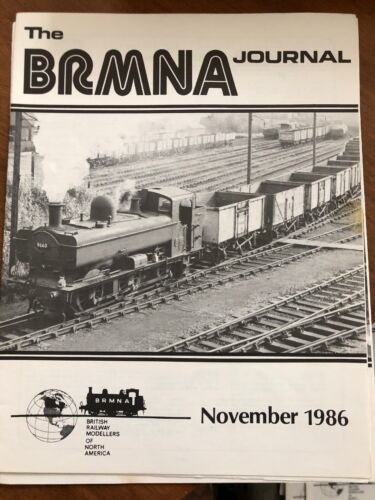 The
BRMNA JOURNAL
BRMNA
BRITISH
RAILWAY
MODELLERS
OF
NORTH
AMERICA
November 1986